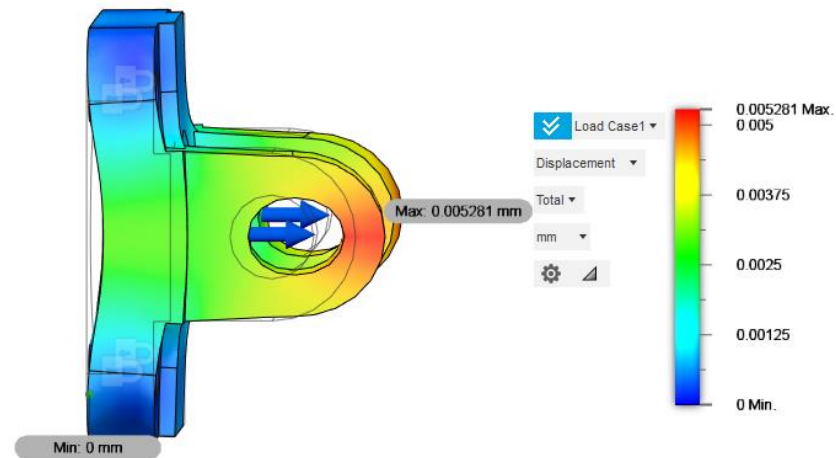 Load Case1
Displacement
Total
mm
Max: 0.005281 mm
Min: 0 mm
0.005281 Max.
0.005
0.00375
0.0025
0.00125
0 Min.